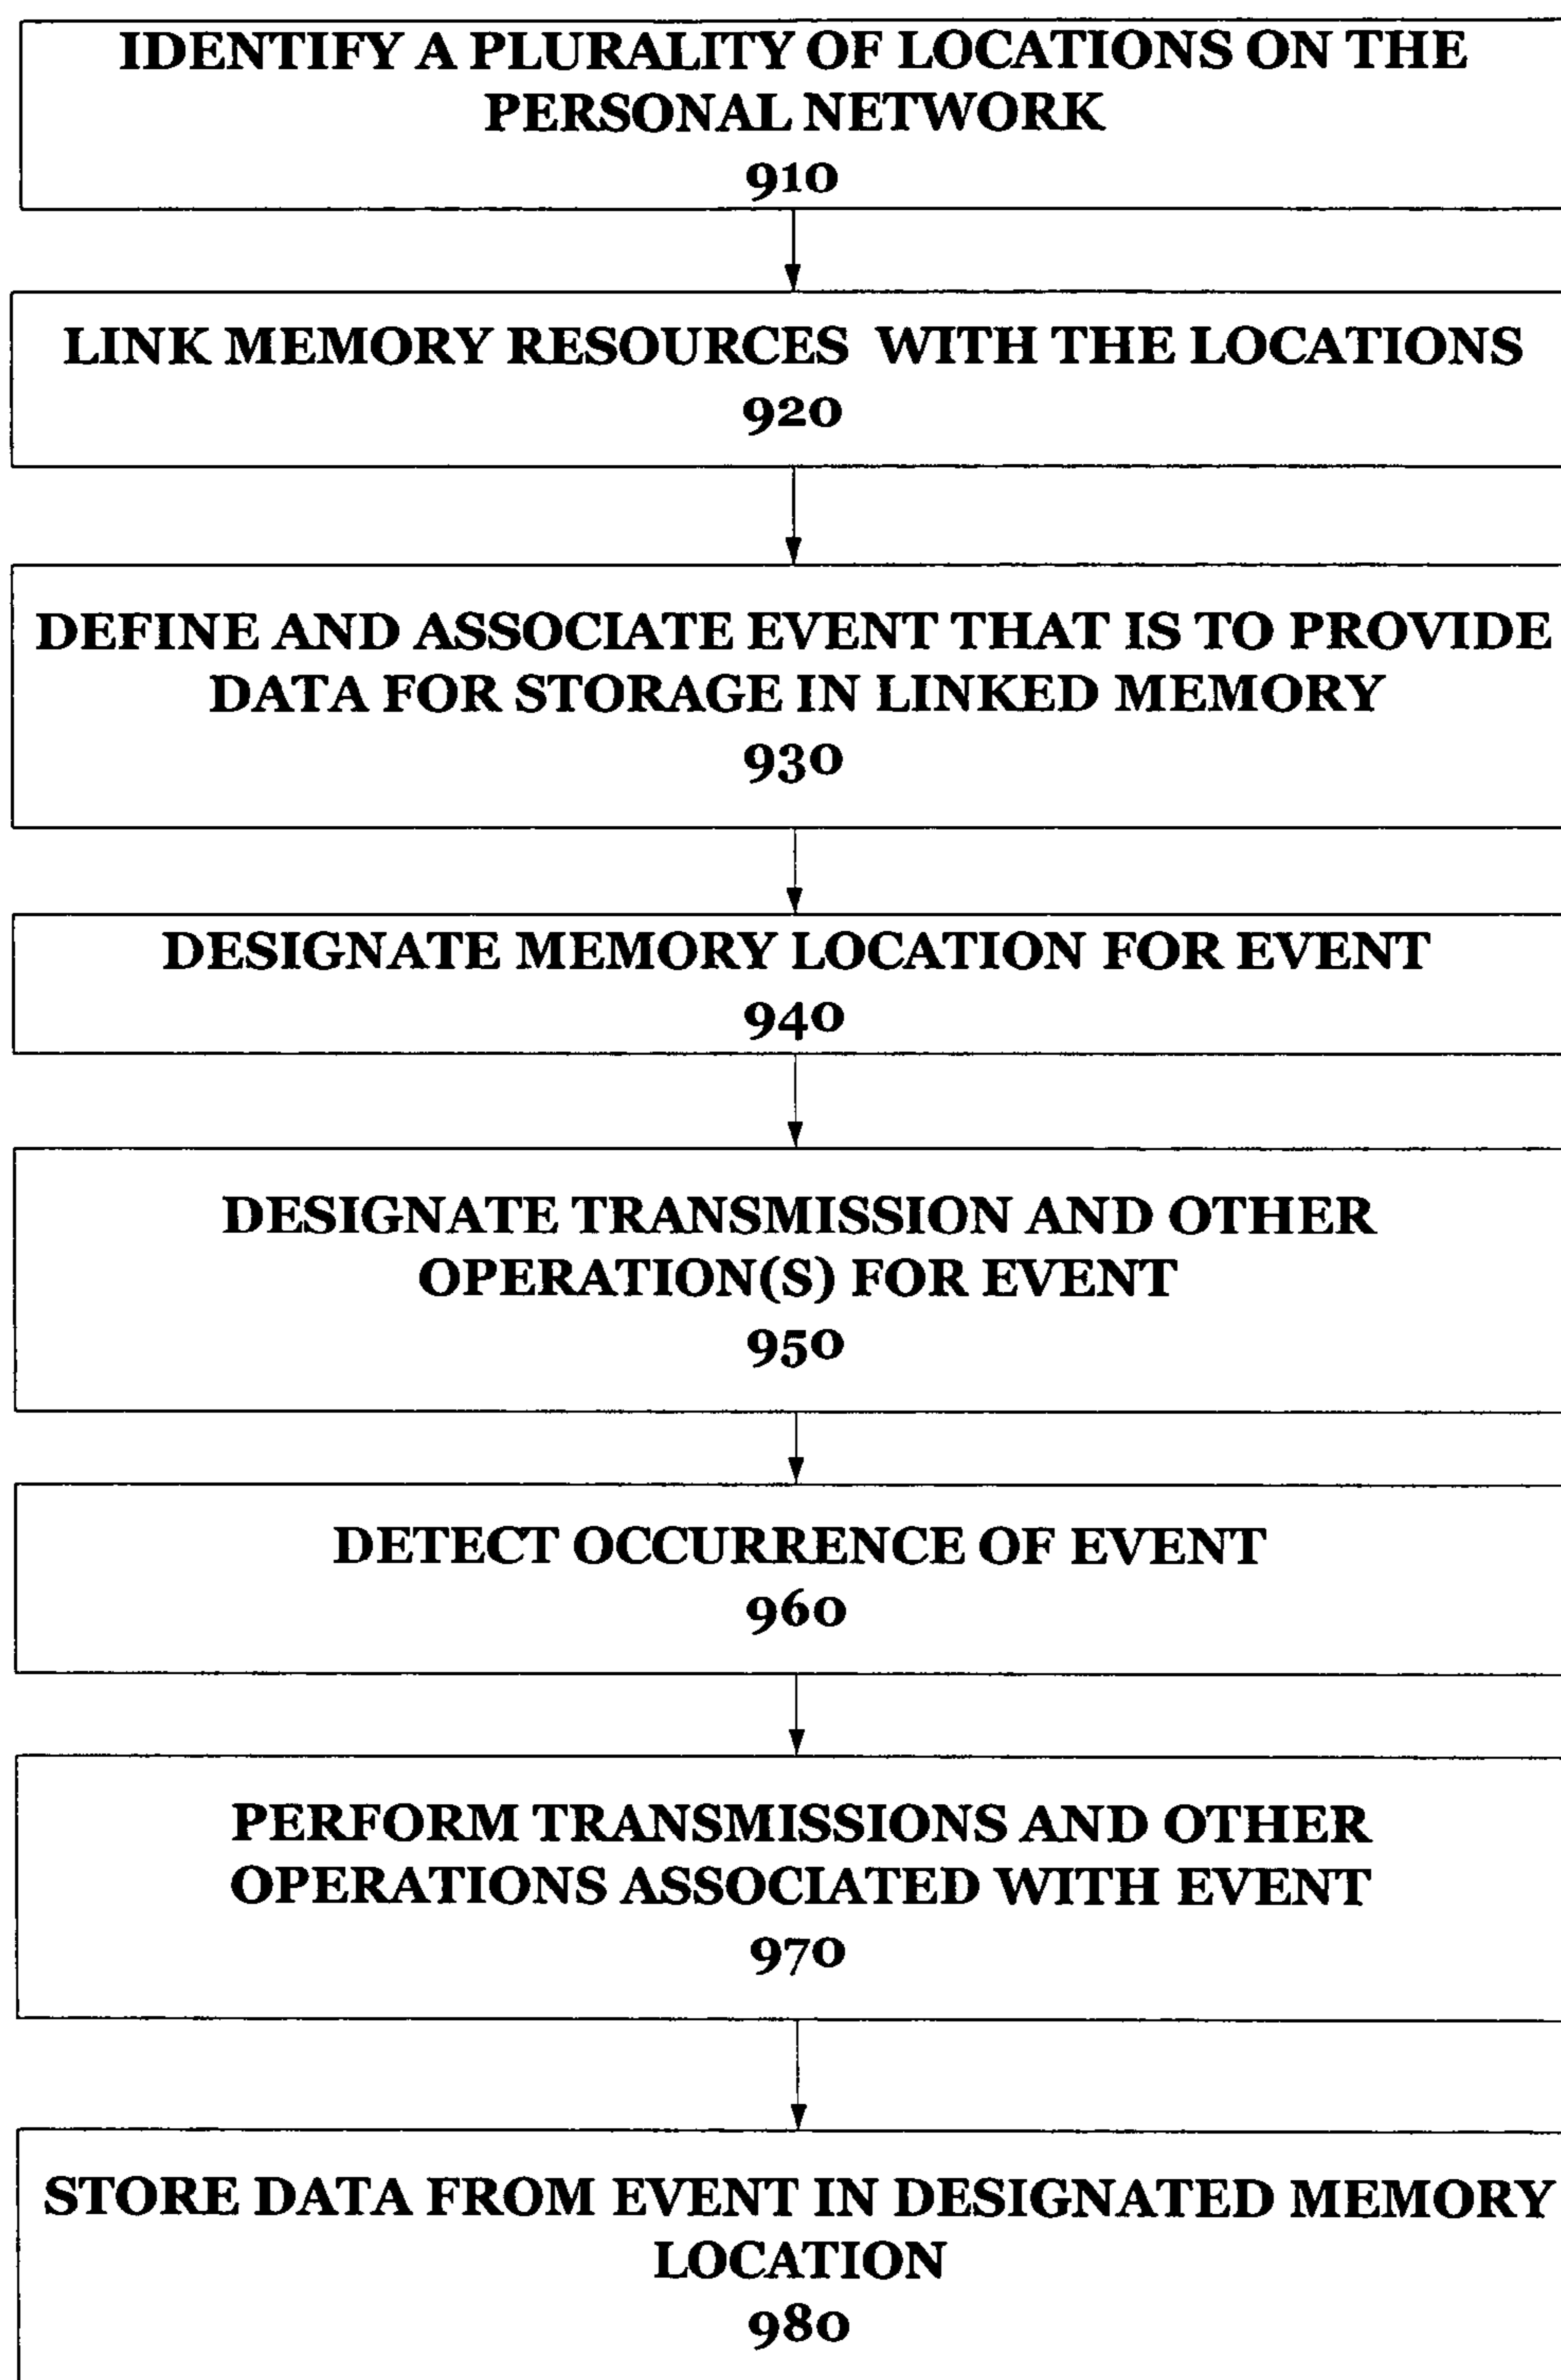 IDENTIFY A PLURALITY OF LOCATIONS ON THE
PERSONAL NETWORK
910
LINK MEMORY RESOURCES WITH THE LOCATIONS
920
DEFINE AND ASSOCIATE EVENT THAT IS TO PROVIDE
DATA FOR STORAGE IN LINKED MEMORY
930
DESIGNATE MEMORY LOCATION FOR EVENT
940
DESIGNATE TRANSMISSION AND OTHER
OPERATION(S) FOR EVENT
950
DETECT OCCURRENCE OF EVENT
960
PERFORM TRANSMISSIONS AND OTHER
OPERATIONS ASSOCIATED WITH EVENT
970
STORE DATA FROM EVENT IN DESIGNATED MEMORY
LOCATION
980